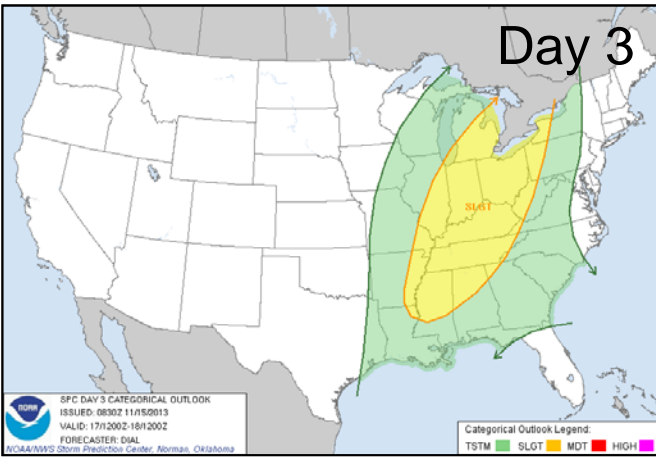 Day 3
SLGT
NOAA
SPC DAY 3 CATEGORICAL OUTLOOK
ISSUED: 0830Z 11/15/2013
VALID: 17/1200Z-18/1200Z
FORECASTER: DIAL
NOAA/NWS Storm Prediction Center, Norman, Oklahoma
Categorical Outlook Legend:
TSTM SLGT MDT HIGH